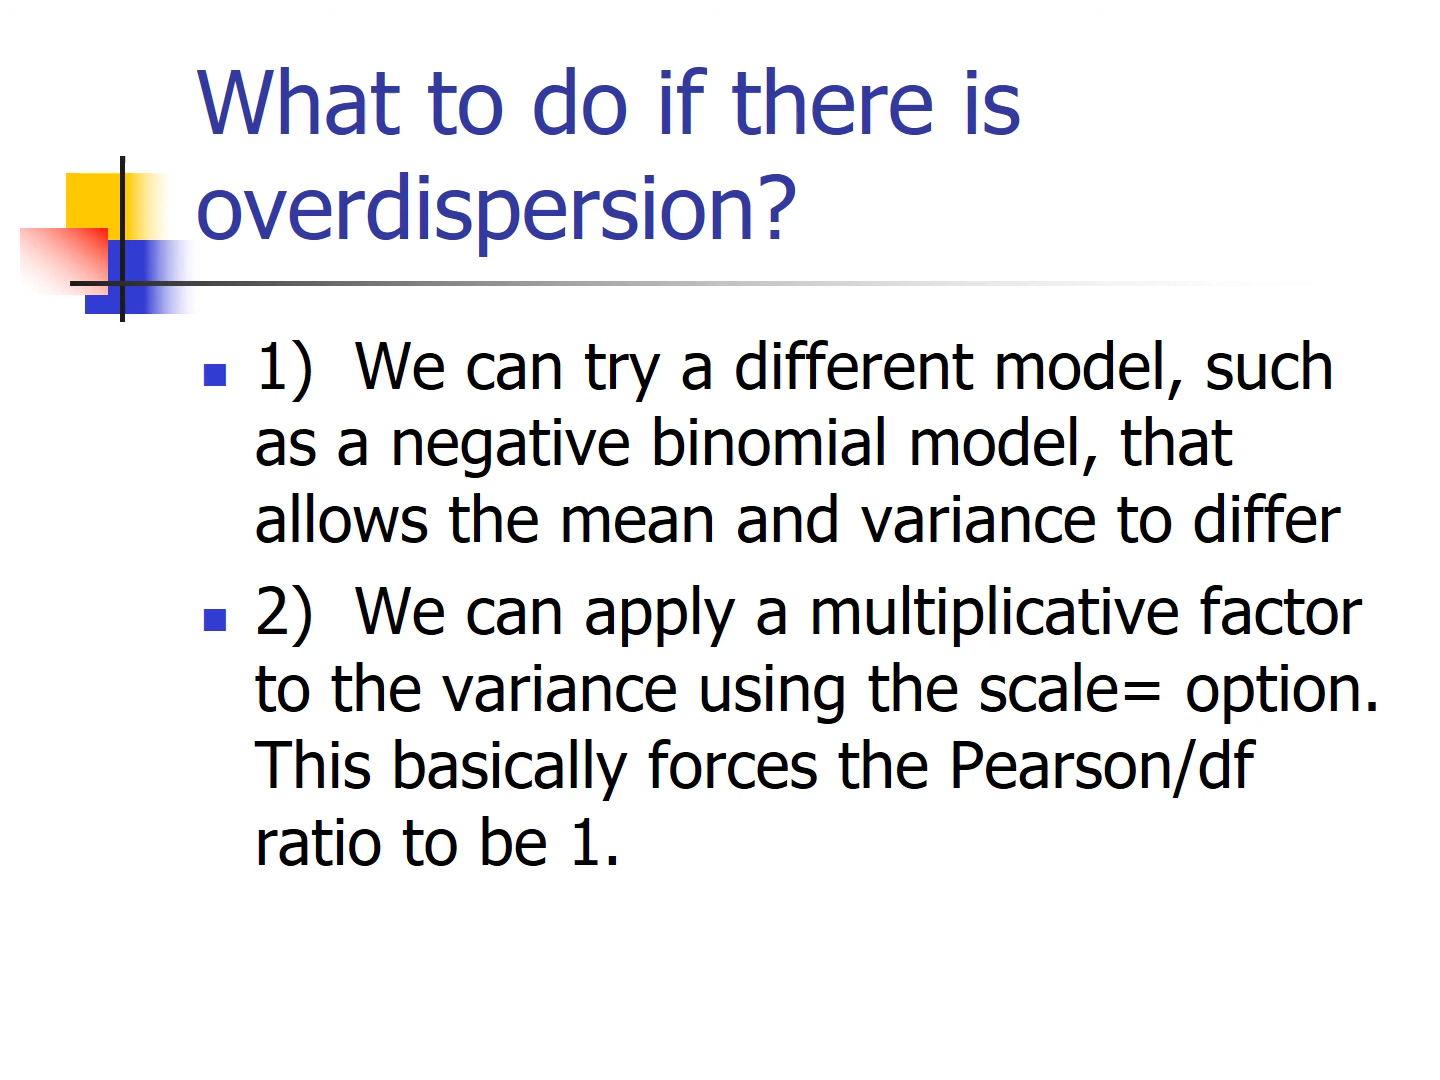 What to do if there is
overdispersion?
1) We can try a different model, such
as a negative binomial model, that
allows the mean and variance to differ
2) We can apply a multiplicative factor
to the variance using the scale= option.
This basically forces the Pearson/df
ratio to be 1.